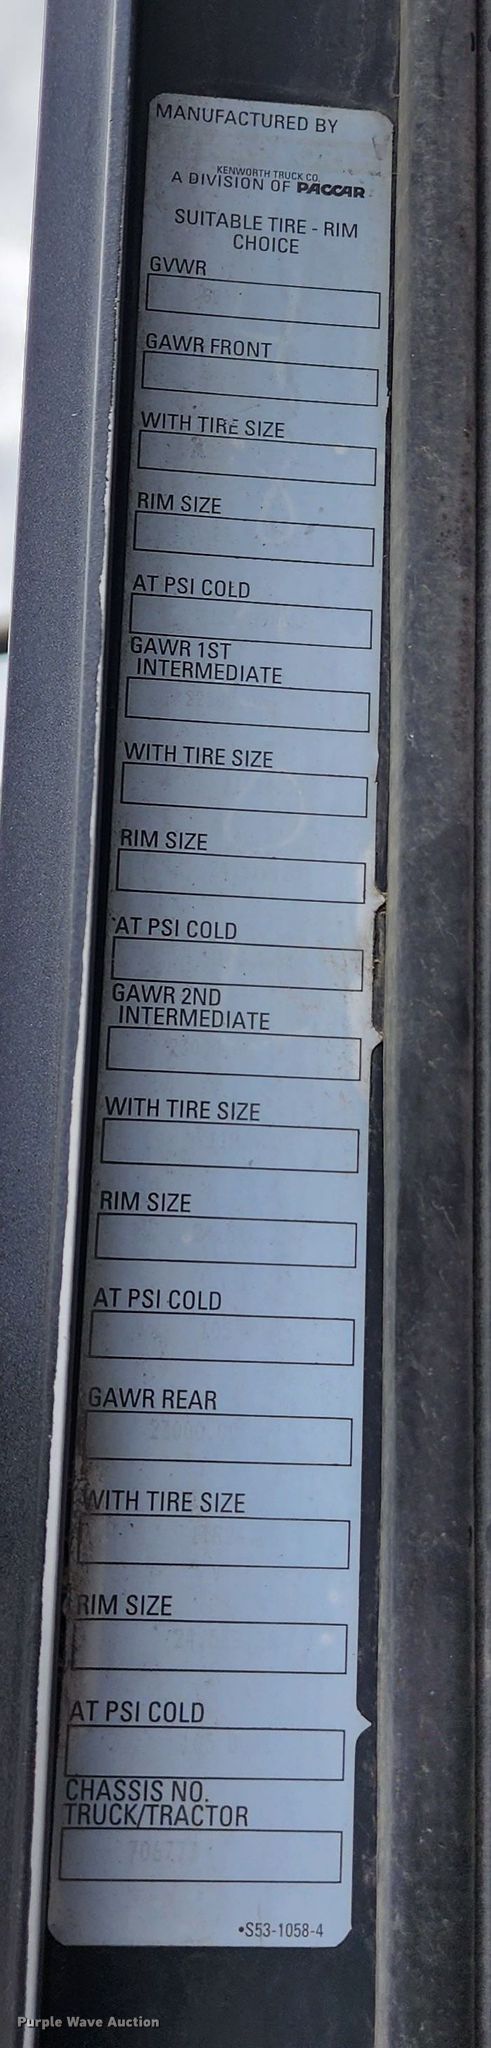 MANUFACTURED BY
KENWORTH TRUCK CO.
A DIVISION OF PACCAR
SUITABLE TIRE - RIM
CHOICE
GVWR
GAWR FRONT
WITH TIRE SIZE
RIM SIZE
AT PSI COLD
GAWR 1ST
INTERMEDIATE
WITH TIRE SIZE
RIM SIZE
AT PSI COLD
GAWR 2ND
INTERMEDIATE
WITH TIRE SIZE
RIM SIZE
AT PSI COLD
GAWR REAR
WITH TIRE SIZE
RIM SIZE
AT PSI COLD
CHASSIS NO.
TRUCK/TRACTOR
•S53-1058-4
Purple Wave Auction